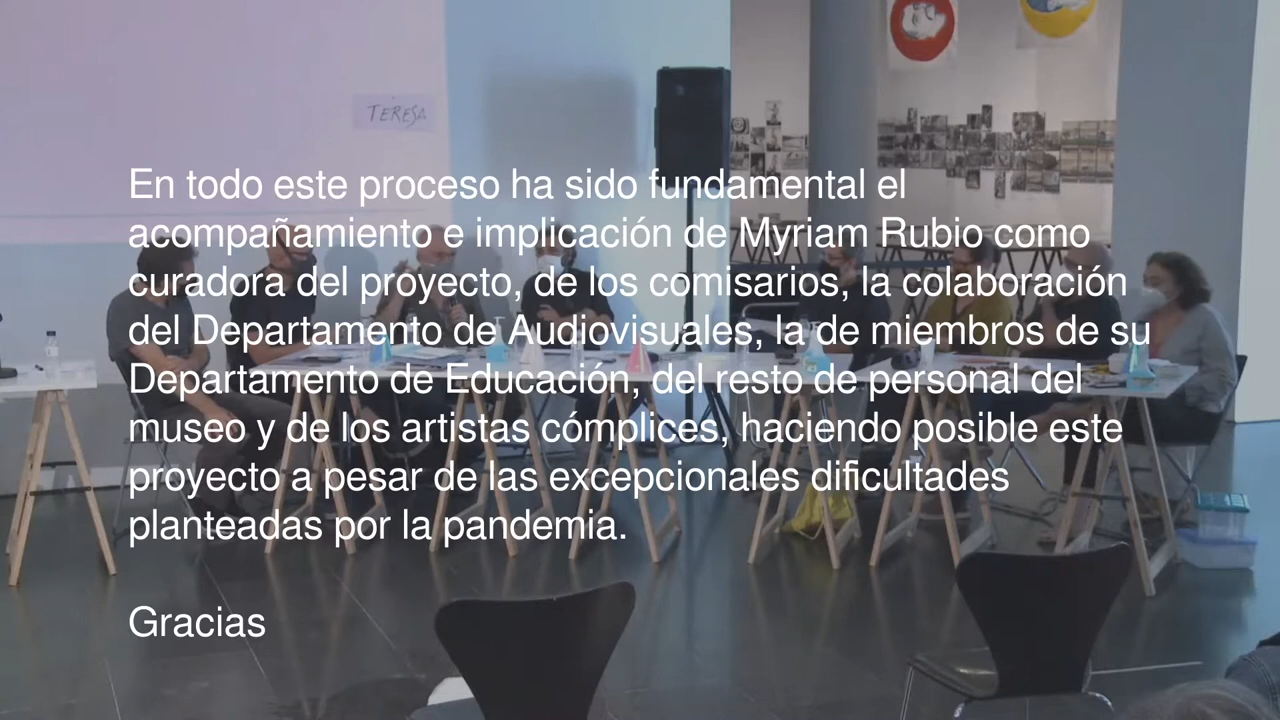 TERESA
En todo este proceso ha sido fundamental el
acompañamiento e implicación de Myriam Rubio como
curadora del proyecto, de los comisarios, la colaboración
del Departamento de Audiovisuales, la de miembros de su
Departamento de Educación, del resto de personal del
museo y de los artistas cómplices, haciendo posible este
proyecto a pesar de las excepcionales dificultades
planteadas por la pandemia.
Gracias